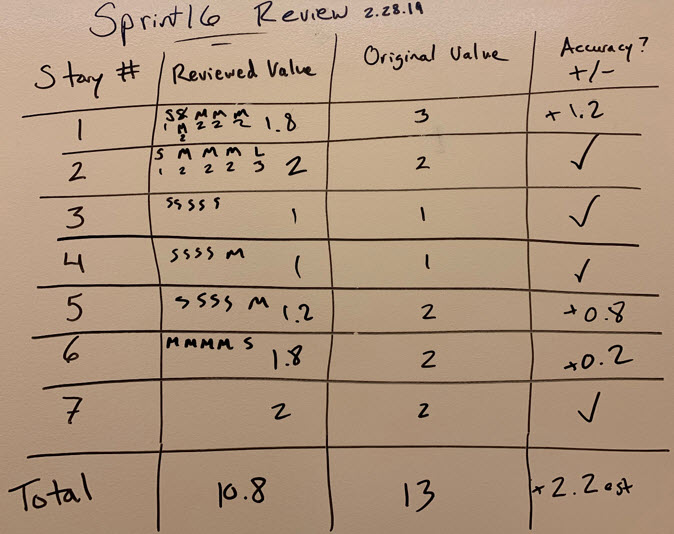 Sprint 16 Review 2.28.19
Story # Reviewed Value Original Value Accuracy? +/-
1 S M M M 1.8 3 +1.2
1 M 2 2 2
2
2 S M M M L 2 2 ✓
1 2 2 2 3
3 S S S S 1 1 ✓
4 S S S S M 1 1 ✓
5 S S S S M 1.2 2 +0.8
6 M M M M S 1.8 2 +0.2
7 2 2 ✓
Total 10.8 13 +2.2 est